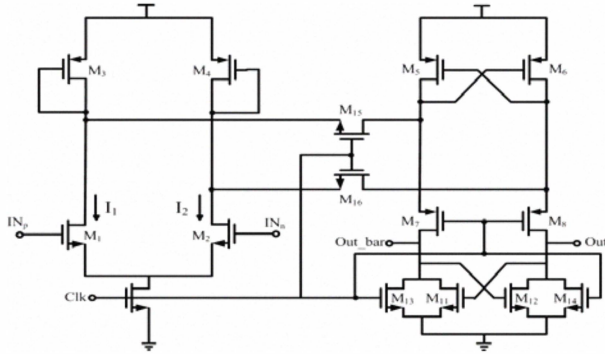 M3
M4
M5
M6
M15
M16
I1
I2
INp
M1
M2
INn
M7
M8
Out_bar
Out
Clk
M13
M11
M12
M14